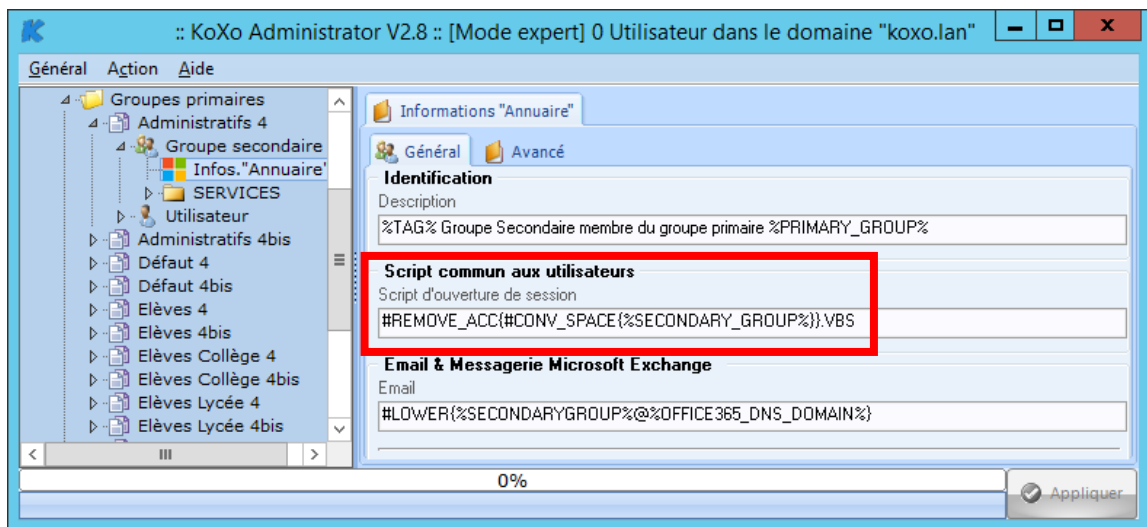 :: KoXo Administrator V2.8 :: [Mode expert] 0 Utilisateur dans le domaine "koxo.lan"
Général Action Aide
Groupes primaires
Administratifs 4
Groupe secondaire
Infos."Annuaire"
SERVICES
Utilisateur
Administratifs 4bis
Défaut 4
Défaut 4bis
Elèves 4
Elèves 4bis
Elèves Collège 4
Elèves Collège 4bis
Elèves Lycée 4
Elèves Lycée 4bis
Informations "Annuaire"
Général Avancé
Identification
Description
%TAG% Groupe Secondaire membre du groupe primaire %PRIMARY_GROUP%
Script commun aux utilisateurs
Script d'ouverture de session
#REMOVE_ACC{#CONV_SPACE{%SECONDARY_GROUP%}}.VBS
Email & Messagerie Microsoft Exchange
Email
#LOWER{%SECONDARYGROUP%@%OFFICE365_DNS_DOMAIN%}
0%
Appliquer